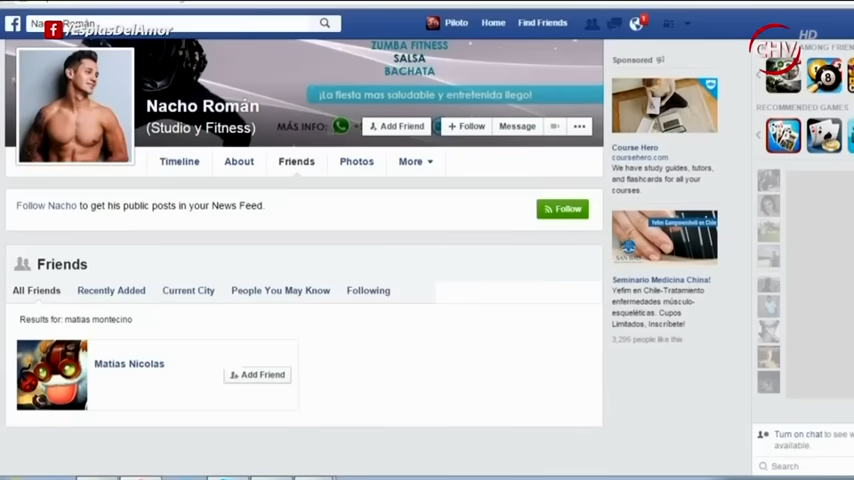 /EspiasDelAmor
Piloto
Home
Find Friends
1
HD
CHV
ZUMBA FITNESS
SALSA
BACHATA
¡La fiesta mas saludable y entretenida llego!
Nacho Román
(Studio y Fitness)
MÁS INFO:
Add Friend
Follow
Message
Timeline
About
Friends
Photos
More
Follow Nacho to get his public posts in your News Feed.
Follow
Friends
All Friends
Recently Added
Current City
People You May Know
Following
Results for: matias montecino
Matias Nicolas
Add Friend
Sponsored
Course Hero
coursehero.com
We have study guides, tutors,
and flashcards for all your
courses.
Seminario Medicina China!
Yefim en Chile-Tratamiento
enfermedades músculo-
esqueléticas. Cupos
Limitados, Inscríbete!
3,295 people like this
AMONG FRIEN
RECOMMENDED GAMES
8
Turn on chat to see w
available.
Search